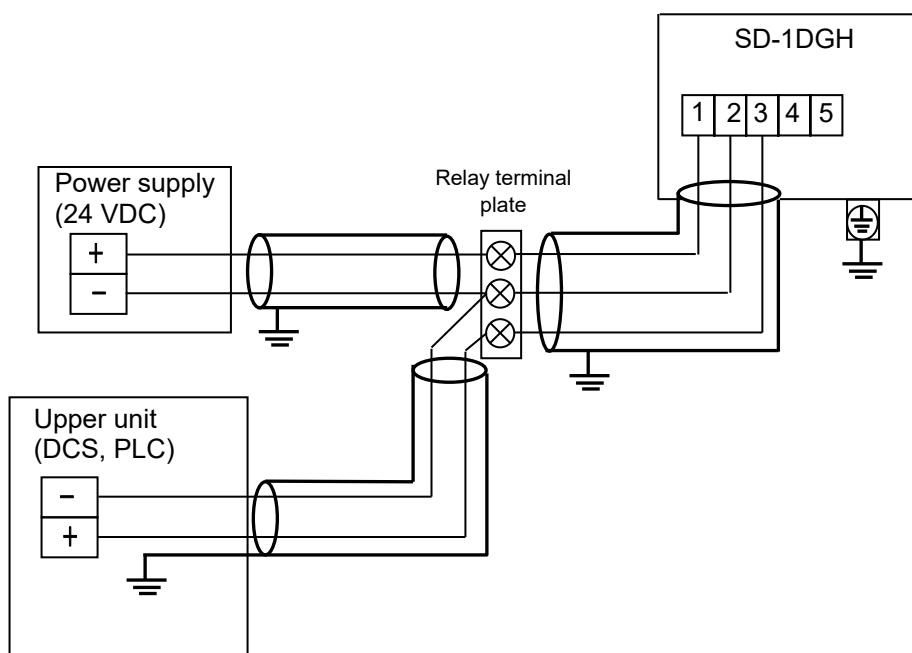 SD-1DGH
1 2 3 4 5
Power supply
(24 VDC)
+
-
Relay terminal
plate
Upper unit
(DCS, PLC)
-
+